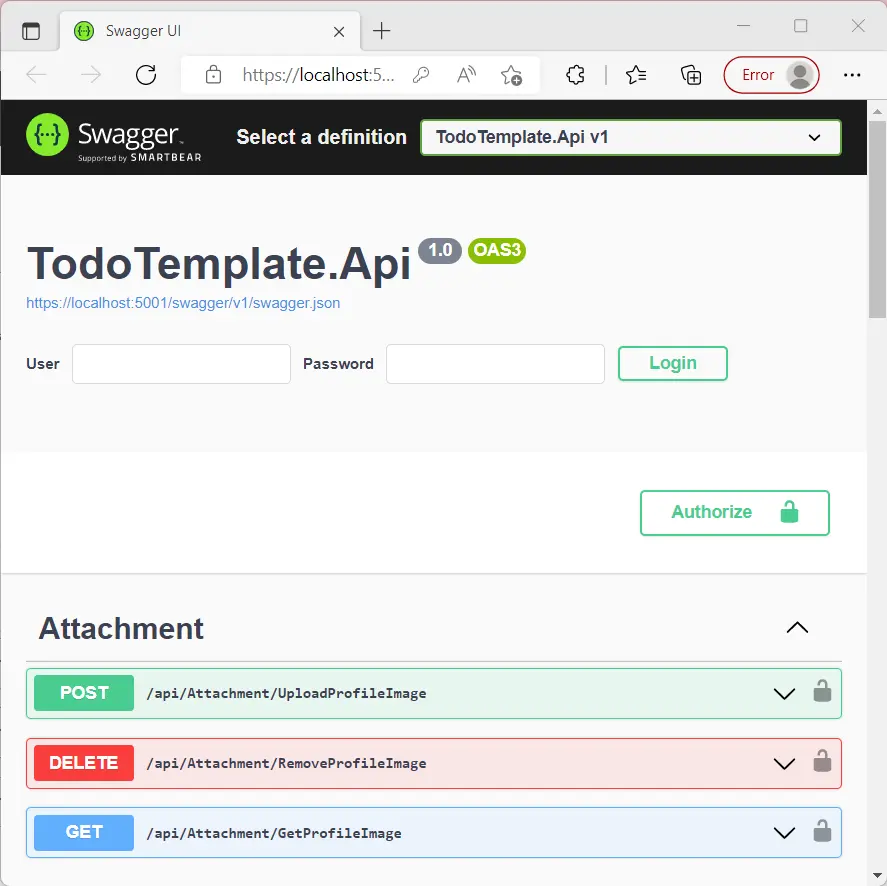 Swagger UI
https://localhost:5...
Error
Swagger
Supported by SMARTBEAR
Select a definition
TodoTemplate.Api v1
TodoTemplate.Api 1.0 OAS3
https://localhost:5001/swagger/v1/swagger.json
User
Password
Login
Authorize
Attachment
POST /api/Attachment/UploadProfileImage
DELETE /api/Attachment/RemoveProfileImage
GET /api/Attachment/GetProfileImage